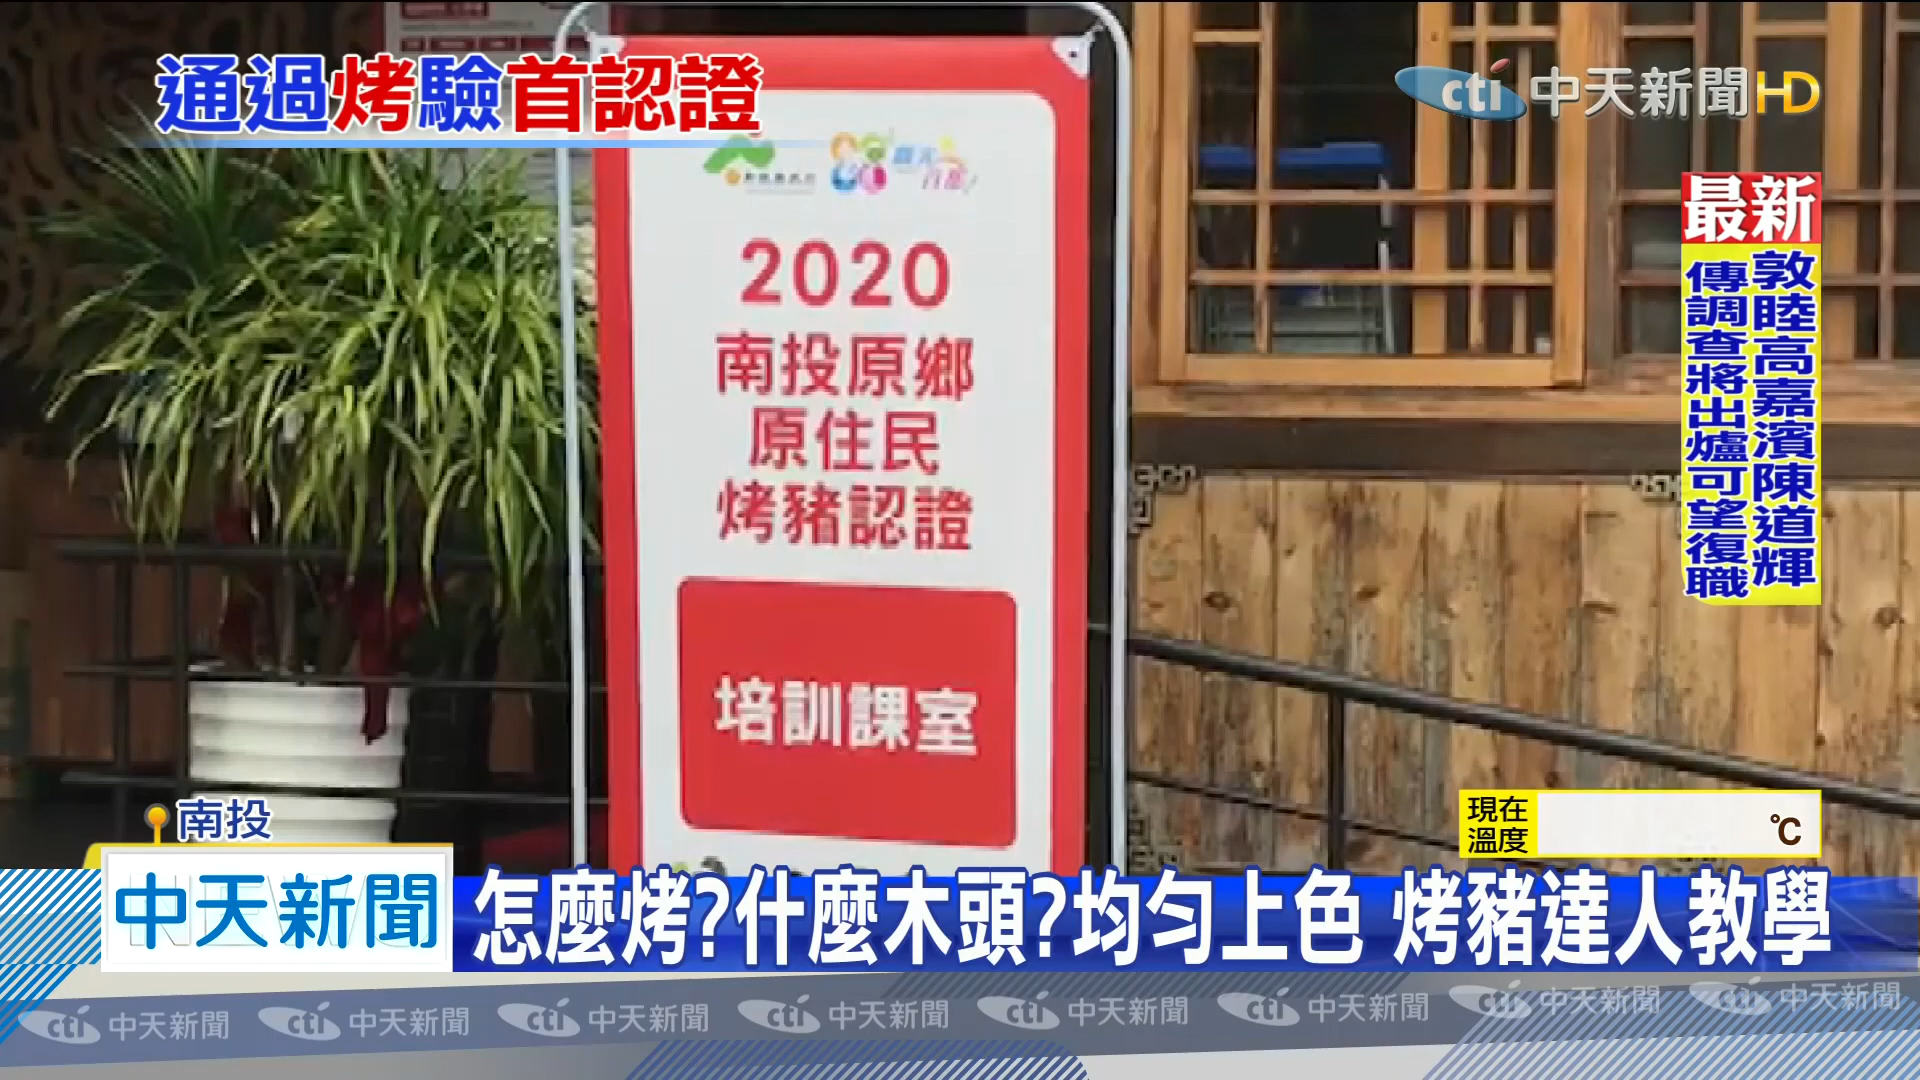 通過烤驗首認證
cti 中天新聞HD
最新
敦睦高嘉濱陳道輝
傳調查將出爐可望復職
2020
南投原鄉
原住民
烤豬認證
培訓課室
南投
現在
溫度
℃
中天新聞
怎麼烤?什麼木頭?均勻上色 烤豬達人教學
cti 中天新聞 cti 中天新聞 cti 中天新聞 cti 中天新聞 cti 中天新聞 cti 中天新聞 cti 中天新聞 cti 中天新聞